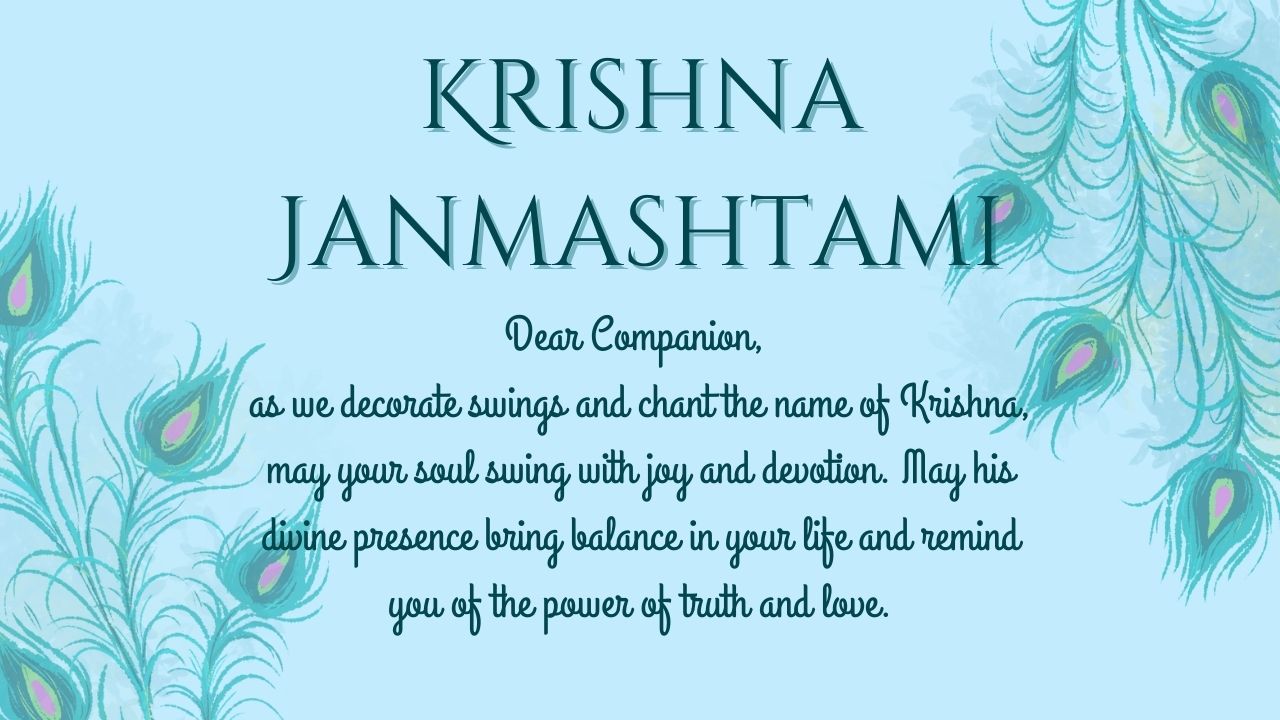 KRISHNA
JANMASHTAMI
Dear Companion,
as we decorate swings and chant the name of Krishna,
may your soul swing with joy and devotion. May his
divine presence bring balance in your life and remind
you of the power of truth and love.